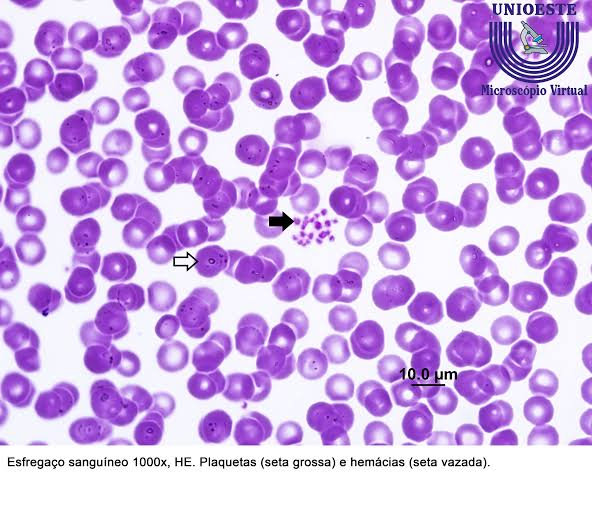 UNIOESTE
Microscópio Virtual
10.0 µm
Esfregaço sanguíneo 1000x, HE. Plaquetas (seta grossa) e hemácias (seta vazada).